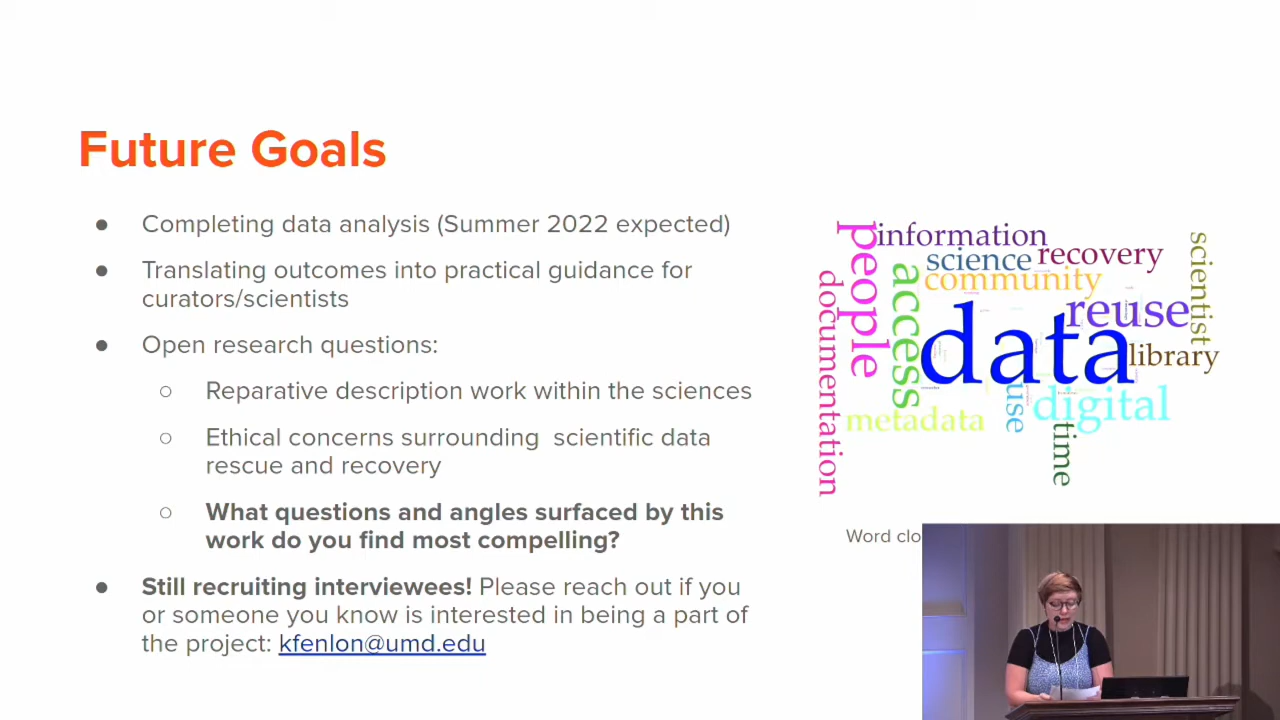 Future Goals
● Completing data analysis (Summer 2022 expected)
● Translating outcomes into practical guidance for
curators/scientists
● Open research questions:
○ Reparative description work within the sciences
○ Ethical concerns surrounding scientific data
rescue and recovery
○ What questions and angles surfaced by this
work do you find most compelling?
● Still recruiting interviewees! Please reach out if you
or someone you know is interested in being a part of
the project: kfenlon@umd.edu
people
information
science
recovery
scientist
community
access
documentation
data
reuse
library
metadata
use
digital
time
Word clo